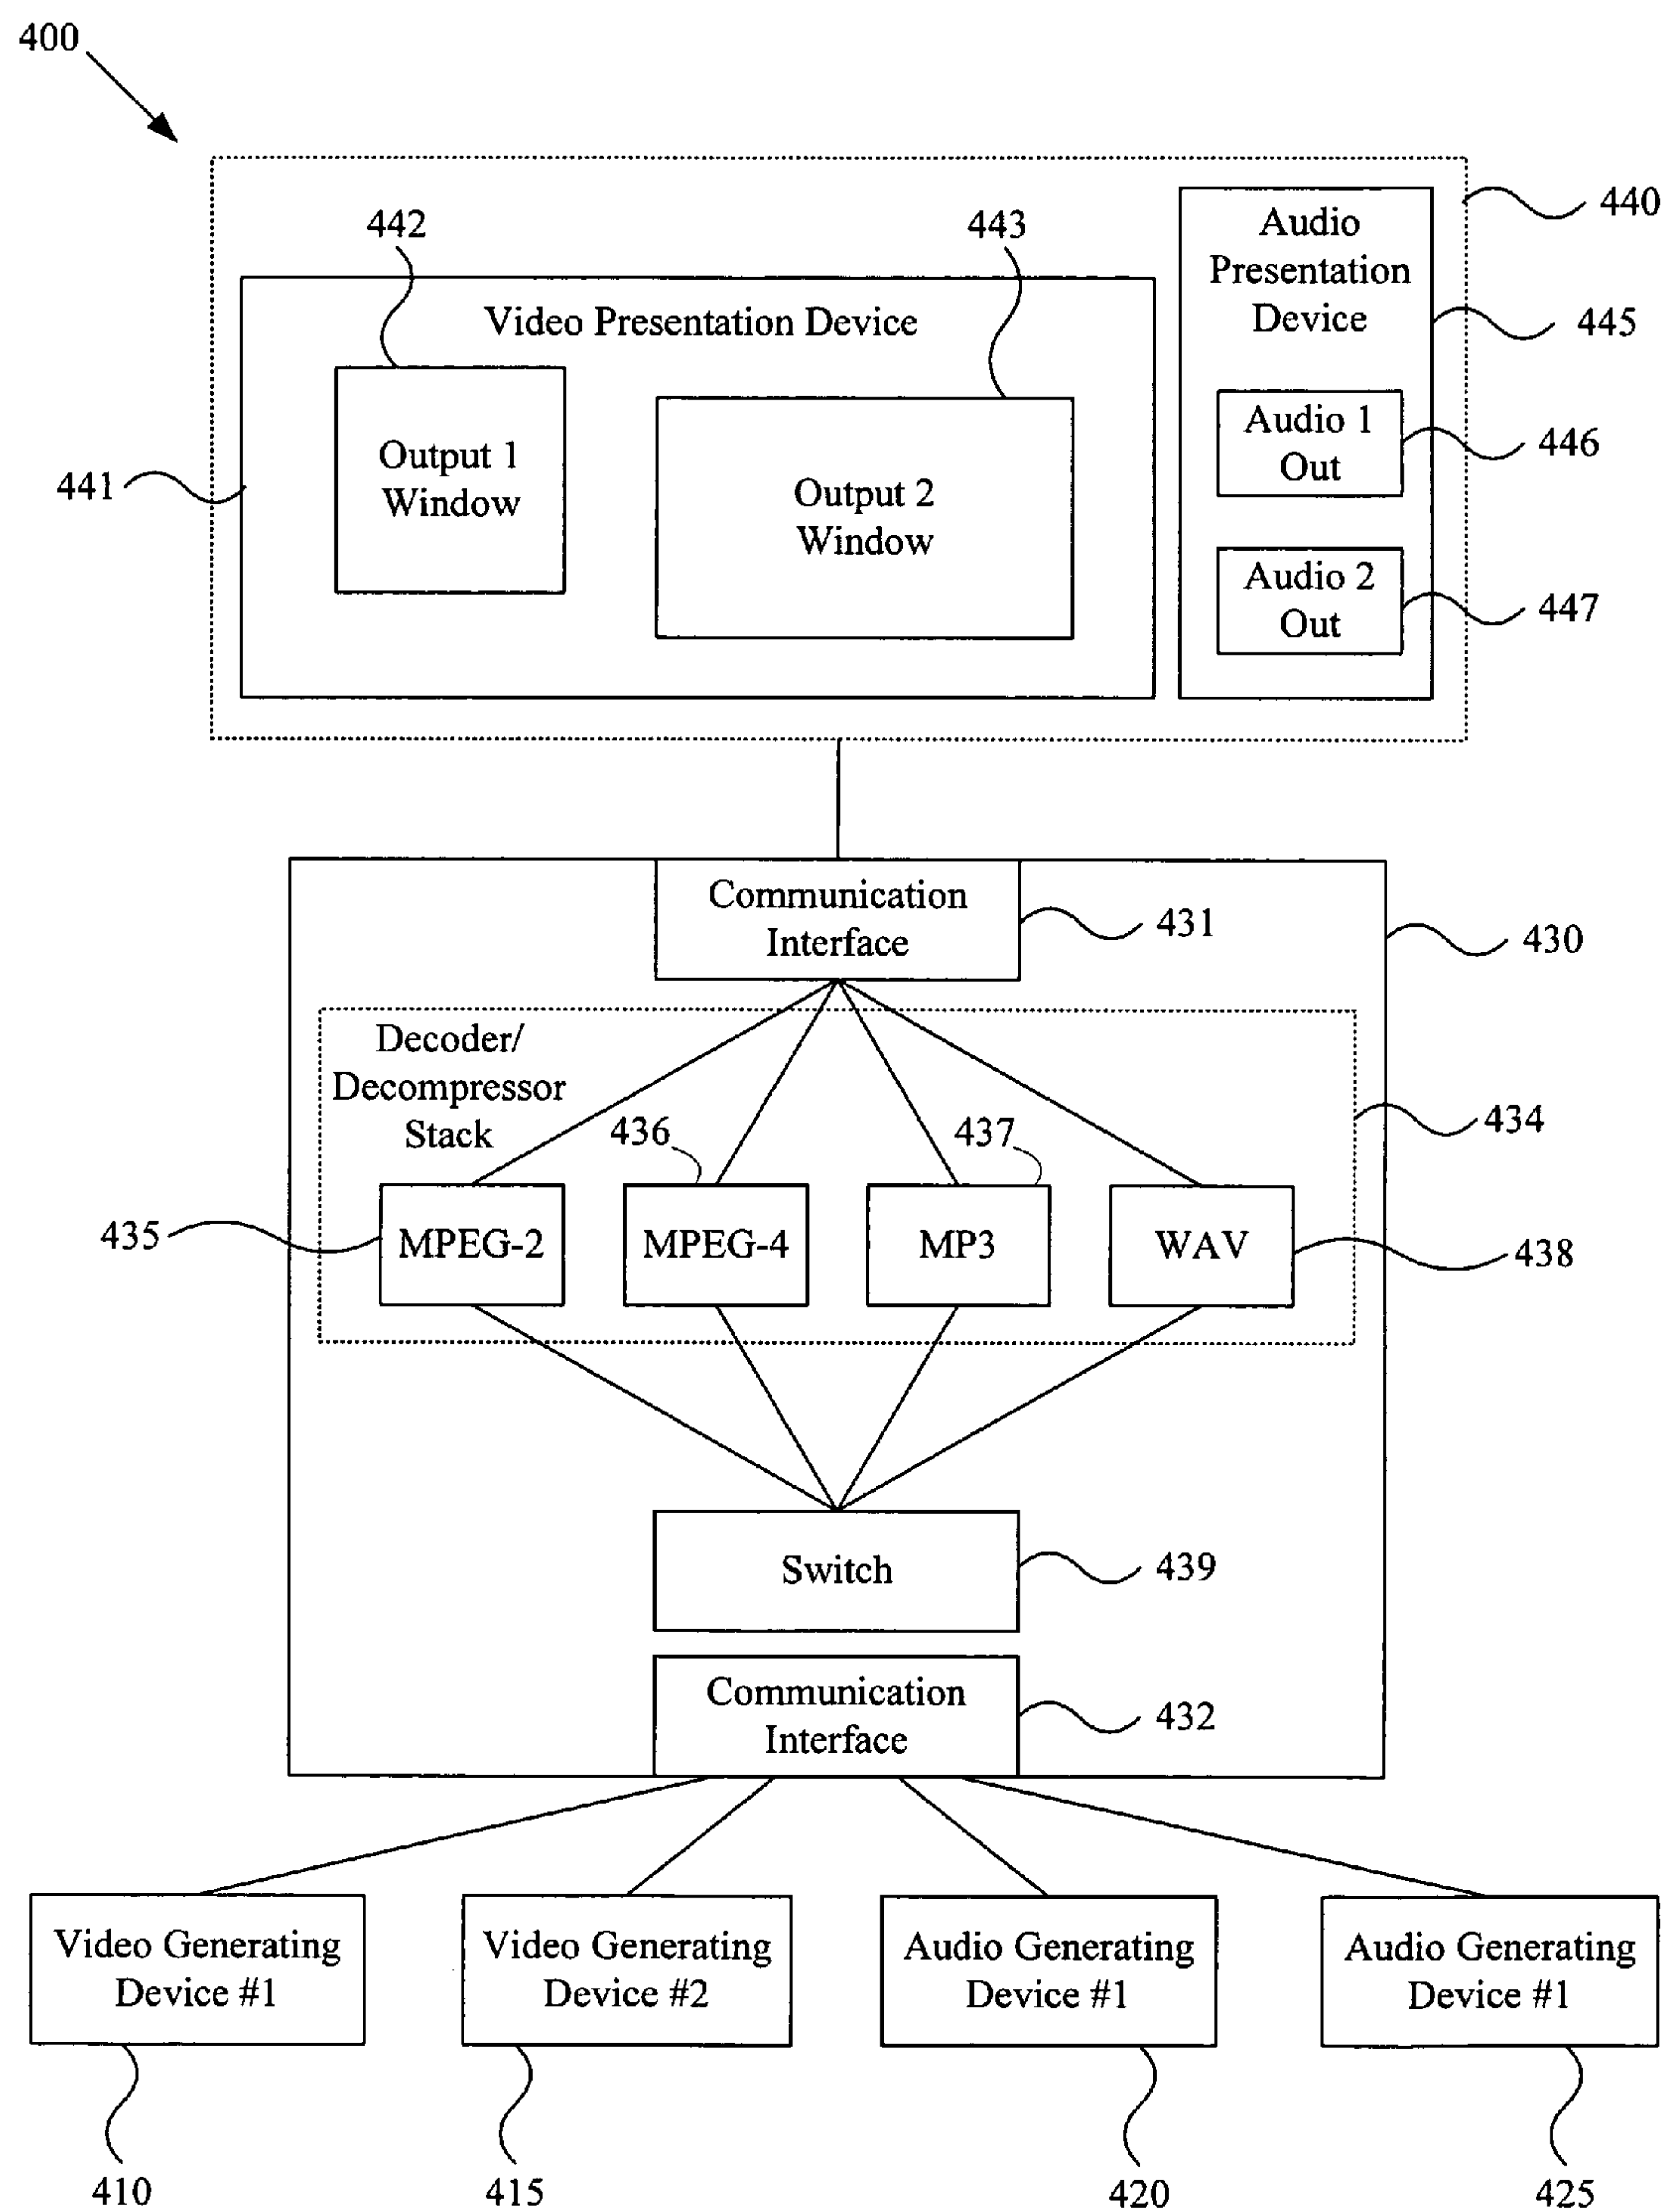 400
440
442
443
Audio
Presentation
Device
445
Video Presentation Device
441
Output 1
Window
Output 2
Window
Audio 1
Out
446
Audio 2
Out
447
Communication
Interface
431
430
Decoder/
Decompressor
Stack
434
436
437
435
MPEG-2
MPEG-4
MP3
WAV
438
Switch
439
Communication
Interface
432
Video Generating
Device #1
Video Generating
Device #2
Audio Generating
Device #1
Audio Generating
Device #1
410
415
420
425